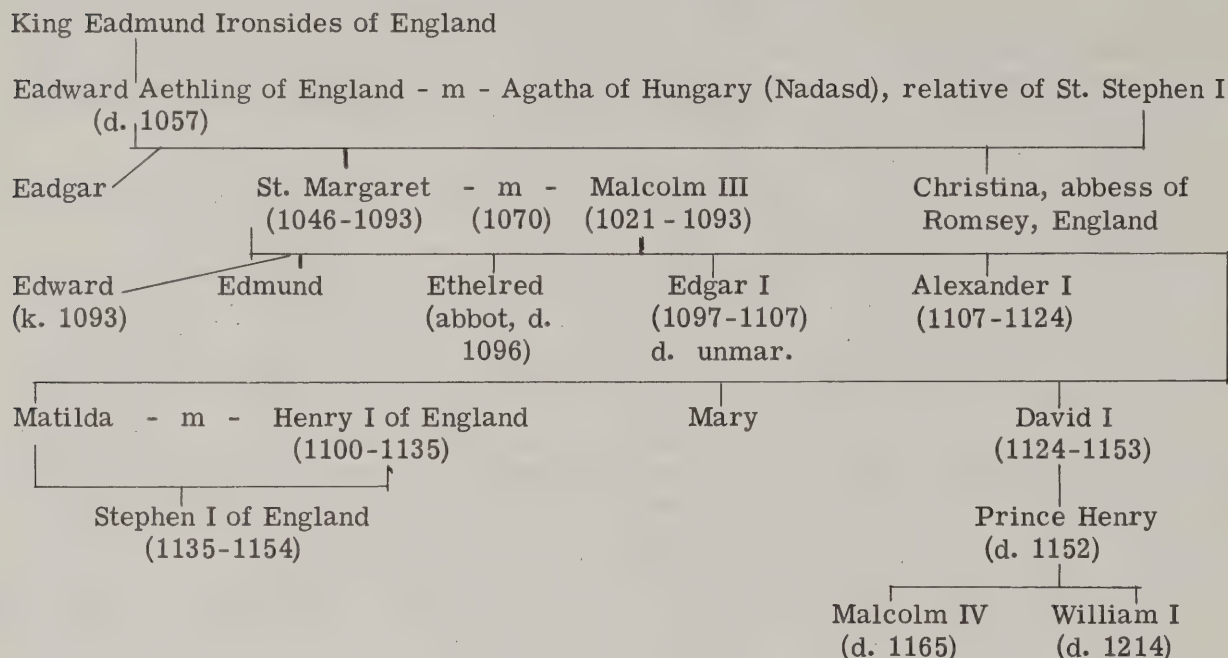 King Eadmund Ironsides of England
Eadward Aethling of England - m - Agatha of Hungary (Nadasd), relative of St. Stephen I
(d. 1057)
Eadgar St. Margaret - m - Malcolm III Christina, abbess of
(1046-1093) (1070) (1021 - 1093) Romsey, England
Edward Edmund Ethelred Edgar I Alexander I
(k. 1093) (abbot, d. (1097-1107) (1107-1124)
1096) d. unmar.
Matilda - m - Henry I of England Mary David I
(1100-1135) (1124-1153)
Stephen I of England Prince Henry
(1135-1154) (d. 1152)
Malcolm IV William I
(d. 1165) (d. 1214)